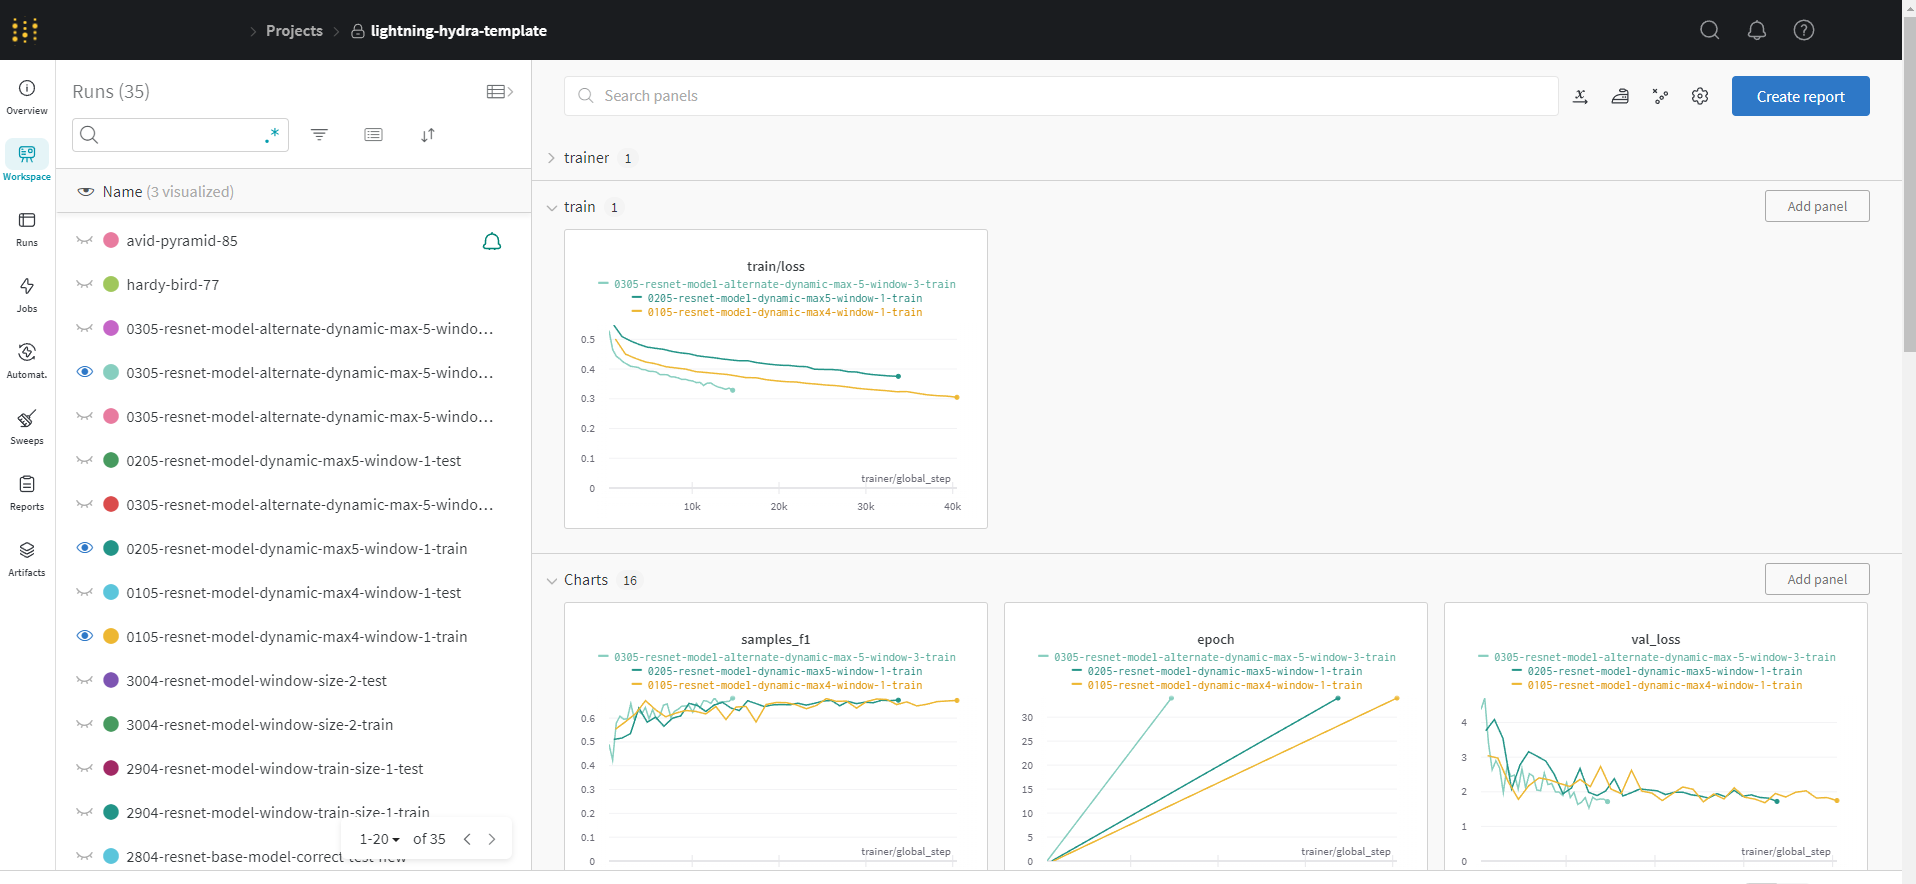 Projects
lightning-hydra-template
Overview
Workspace
Runs
Jobs
Automat.
Sweeps
Reports
Artifacts
Runs (35)
.*
Name (3 visualized)
avid-pyramid-85
hardy-bird-77
0305-resnet-model-alternate-dynamic-max-5-windo...
0305-resnet-model-alternate-dynamic-max-5-windo...
0305-resnet-model-alternate-dynamic-max-5-windo...
0205-resnet-model-dynamic-max5-window-1-test
0305-resnet-model-alternate-dynamic-max-5-windo...
0205-resnet-model-dynamic-max5-window-1-train
0105-resnet-model-dynamic-max4-window-1-test
0105-resnet-model-dynamic-max4-window-1-train
3004-resnet-model-window-size-2-test
3004-resnet-model-window-size-2-train
2904-resnet-model-window-train-size-1-test
2904-resnet-model-window-train-size-1-train
2804-resnet-base-model-correct-test-new
1-20 of 35
Search panels
Create report
trainer 1
train 1
Add panel
train/loss
0305-resnet-model-alternate-dynamic-max-5-window-3-train
0205-resnet-model-dynamic-max5-window-1-train
0105-resnet-model-dynamic-max4-window-1-train
0.5
0.4
0.3
0.2
0.1
0
trainer/global_step
10k 20k 30k 40k
Charts 16
Add panel
samples_f1
0305-resnet-model-alternate-dynamic-max-5-window-3-train
0205-resnet-model-dynamic-max5-window-1-train
0105-resnet-model-dynamic-max4-window-1-train
0.6
0.5
0.4
0.3
0.2
0.1
0
trainer/global_step
epoch
0305-resnet-model-alternate-dynamic-max-5-window-3-train
0205-resnet-model-dynamic-max5-window-1-train
0105-resnet-model-dynamic-max4-window-1-train
30
25
20
15
10
5
0
trainer/global_step
val_loss
0305-resnet-model-alternate-dynamic-max-5-window-3-train
0205-resnet-model-dynamic-max5-window-1-train
0105-resnet-model-dynamic-max4-window-1-train
4
3
2
1
0
trainer/global_step